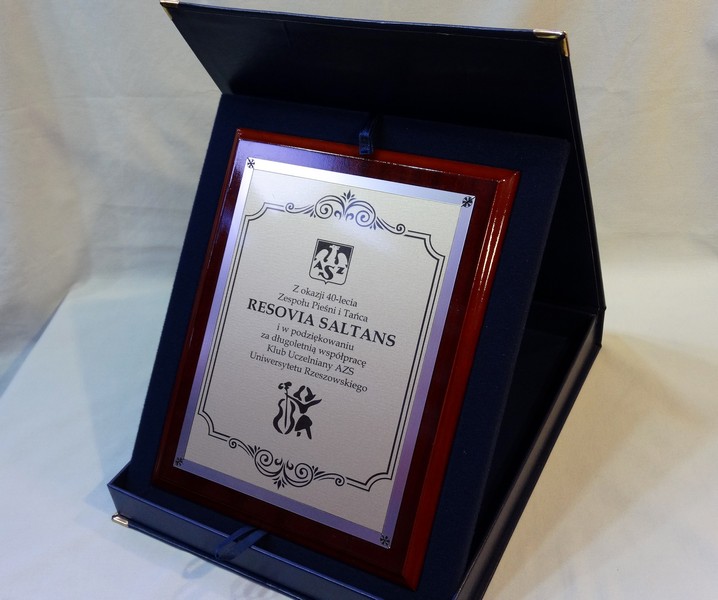 AZS
Z okazji 40-lecia
Zespołu Pieśni i Tańca
RESOVIA SALTANS
i w podziękowaniu
za długoletnią współpracę
Klub Uczelniany AZS
Uniwersytetu Rzeszowskiego